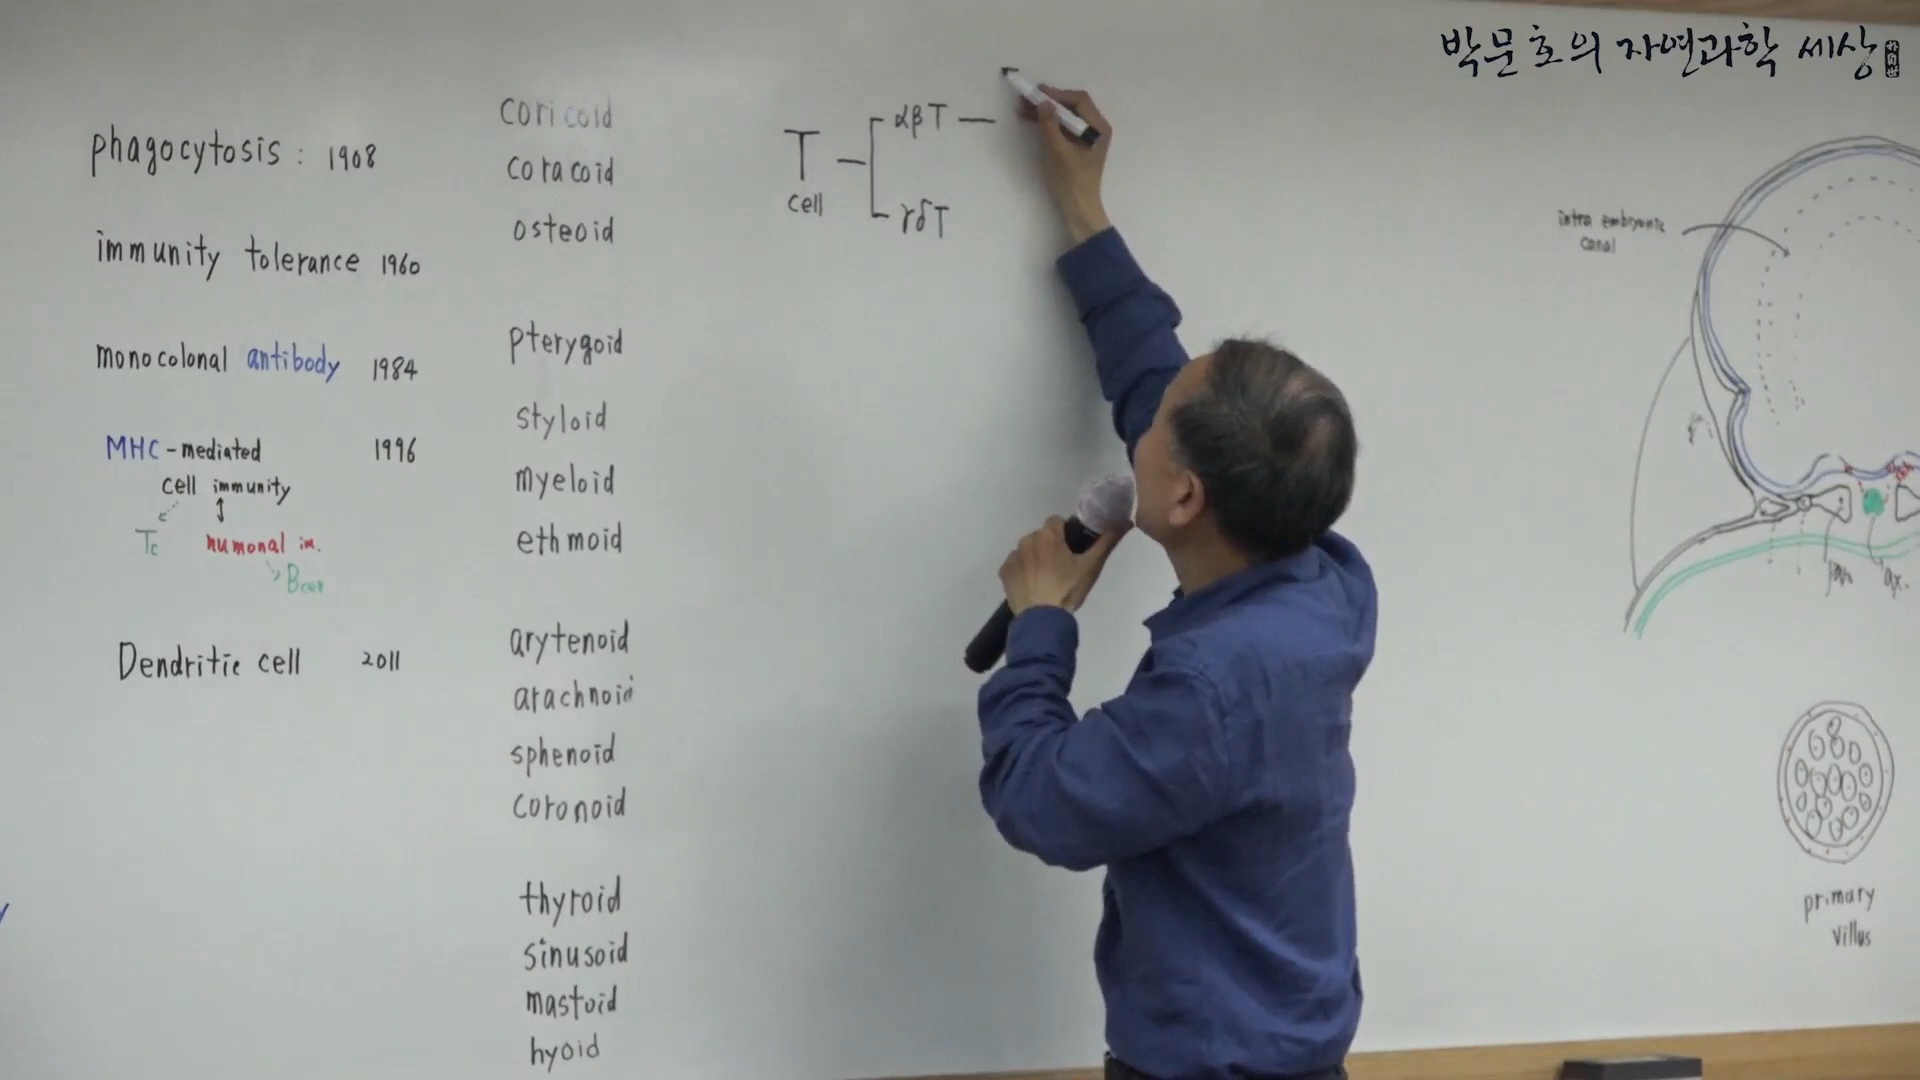 박문호의 자연과학 세상
phagocytosis : 1908
immunity tolerance 1960
monocolonal antibody 1984
MHC-mediated 1996
cell immunity
Tc
humonal im.
Dendritic cell 2011
coricoid
coracoid
osteoid
pterygoid
styloid
myeloid
ethmoid
arytenoid
arachnoid
sphenoid
coronoid
thyroid
sinusoid
mastoid
hyoid
T
cell
αβT
γδT
intra embryonic
canal
ax.
primary
villus